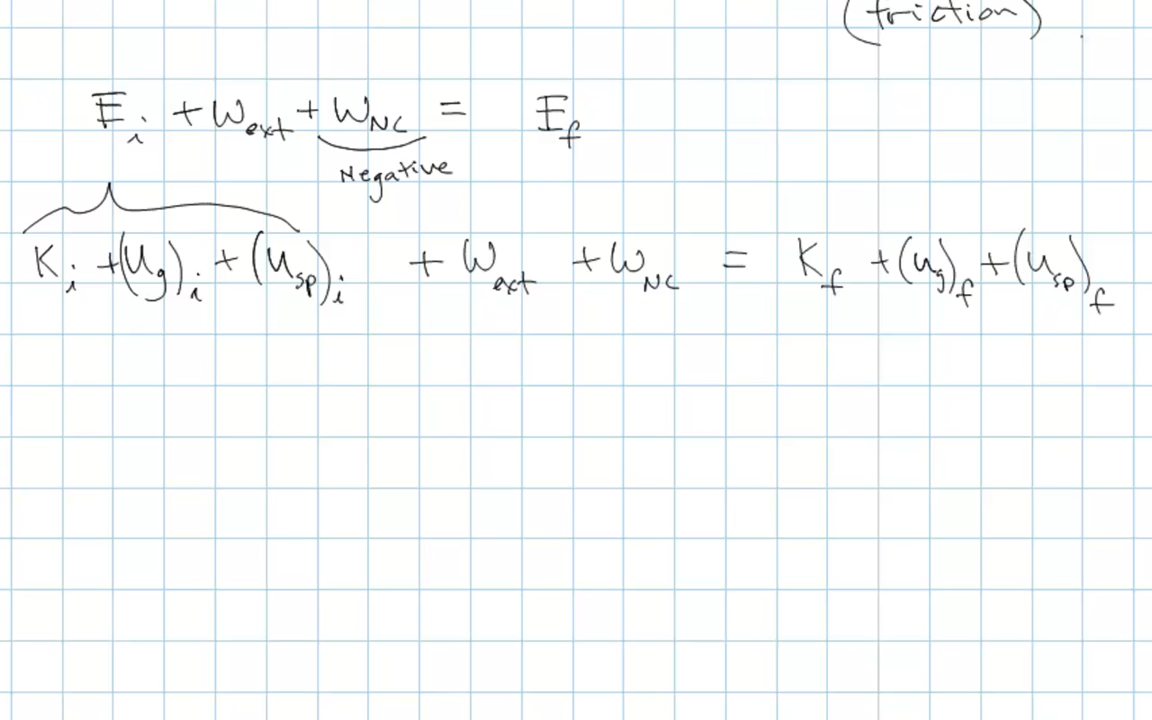 (friction)
E_i + W_ext + W_NC = E_f
Negative
K_i + (U_g)_i + (U_sp)_i + W_ext + W_NC = K_f + (U_g)_f + (U_sp)_f